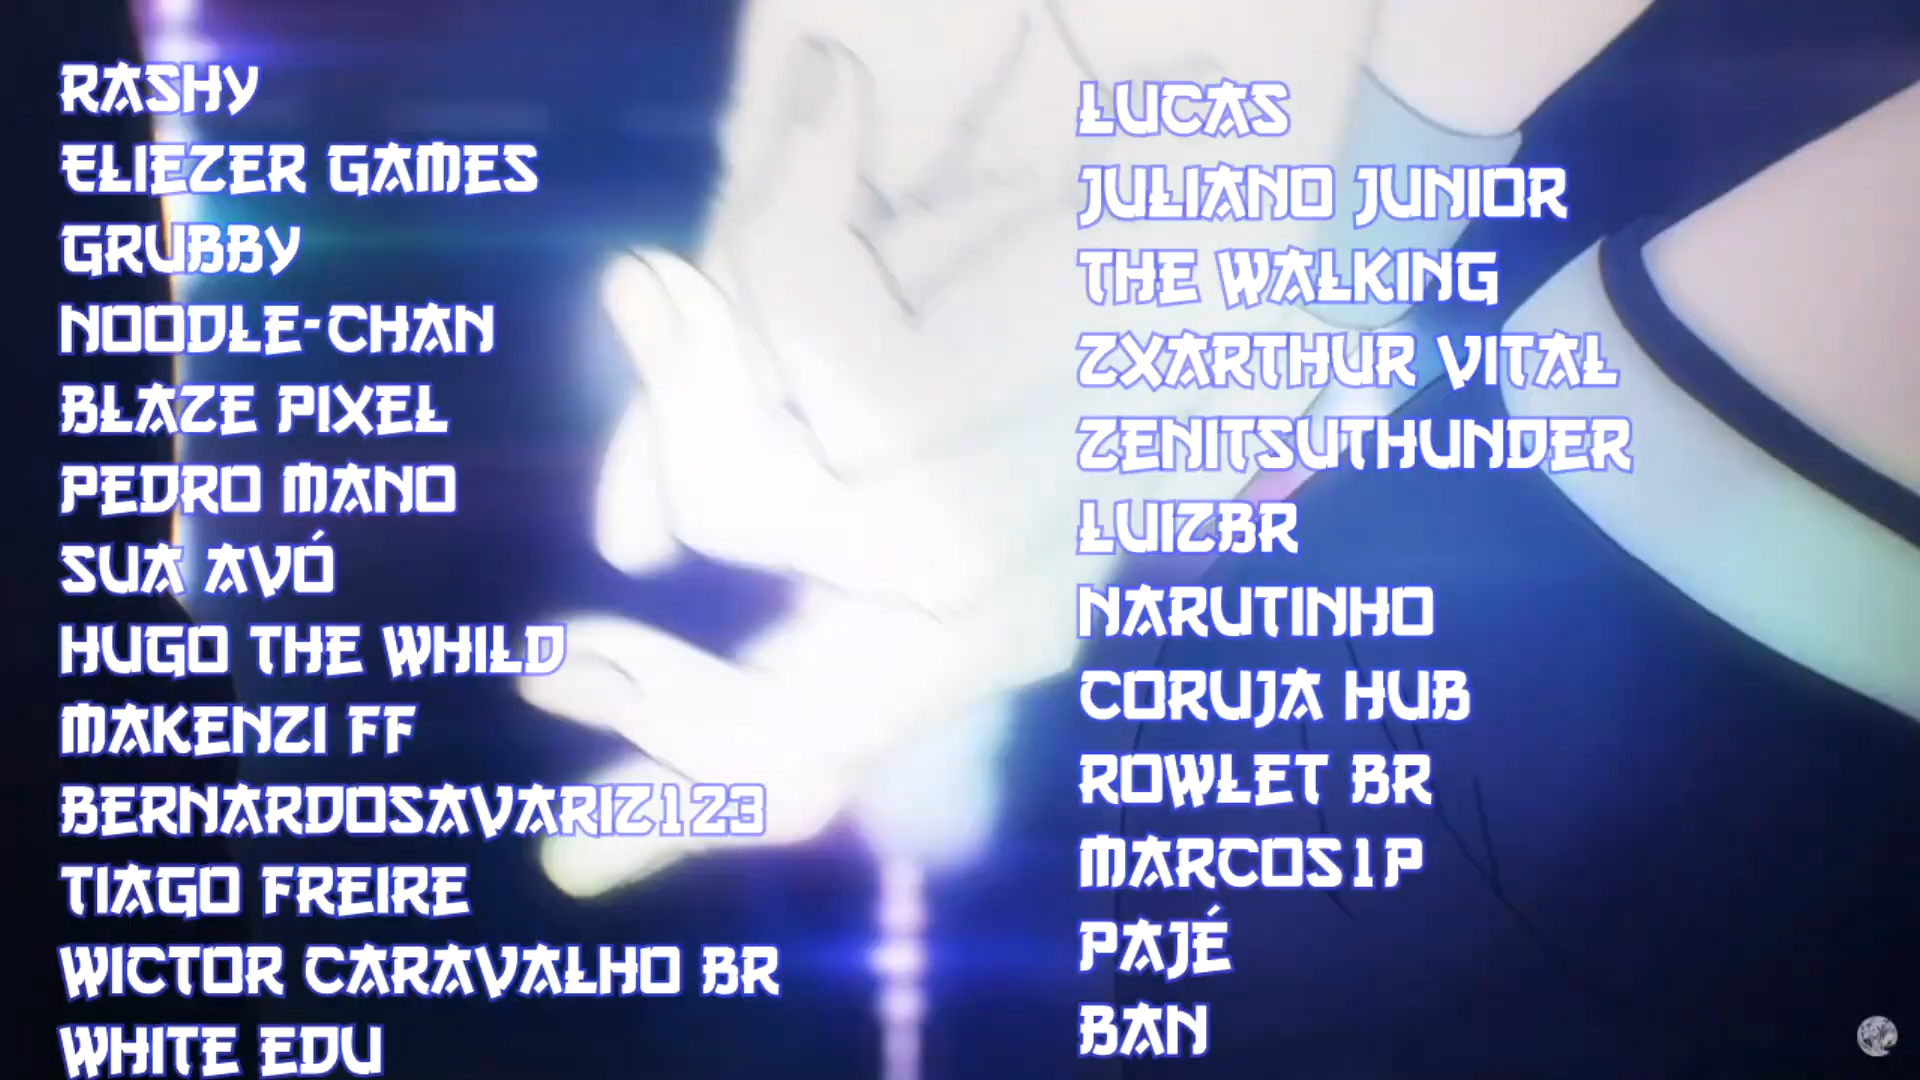 RASHY
ELIEZER GAMES
GRUBBY
NOODLE-CHAN
BLAZE PIXEL
PEDRO MANO
SUA AVÓ
HUGO THE WHILD
MAKENZI FF
BERNARDOSAVARIZ123
TIAGO FREIRE
WICTOR CARAVALHO BR
WHITE EDU
LUCAS
JULIANO JUNIOR
THE WALKING
ZXARTHUR VITAL
ZENITSUTHUNDER
LUIZBR
NARUTINHO
CORUJA HUB
ROWLET BR
MARCOS1P
PAJÉ
BAN